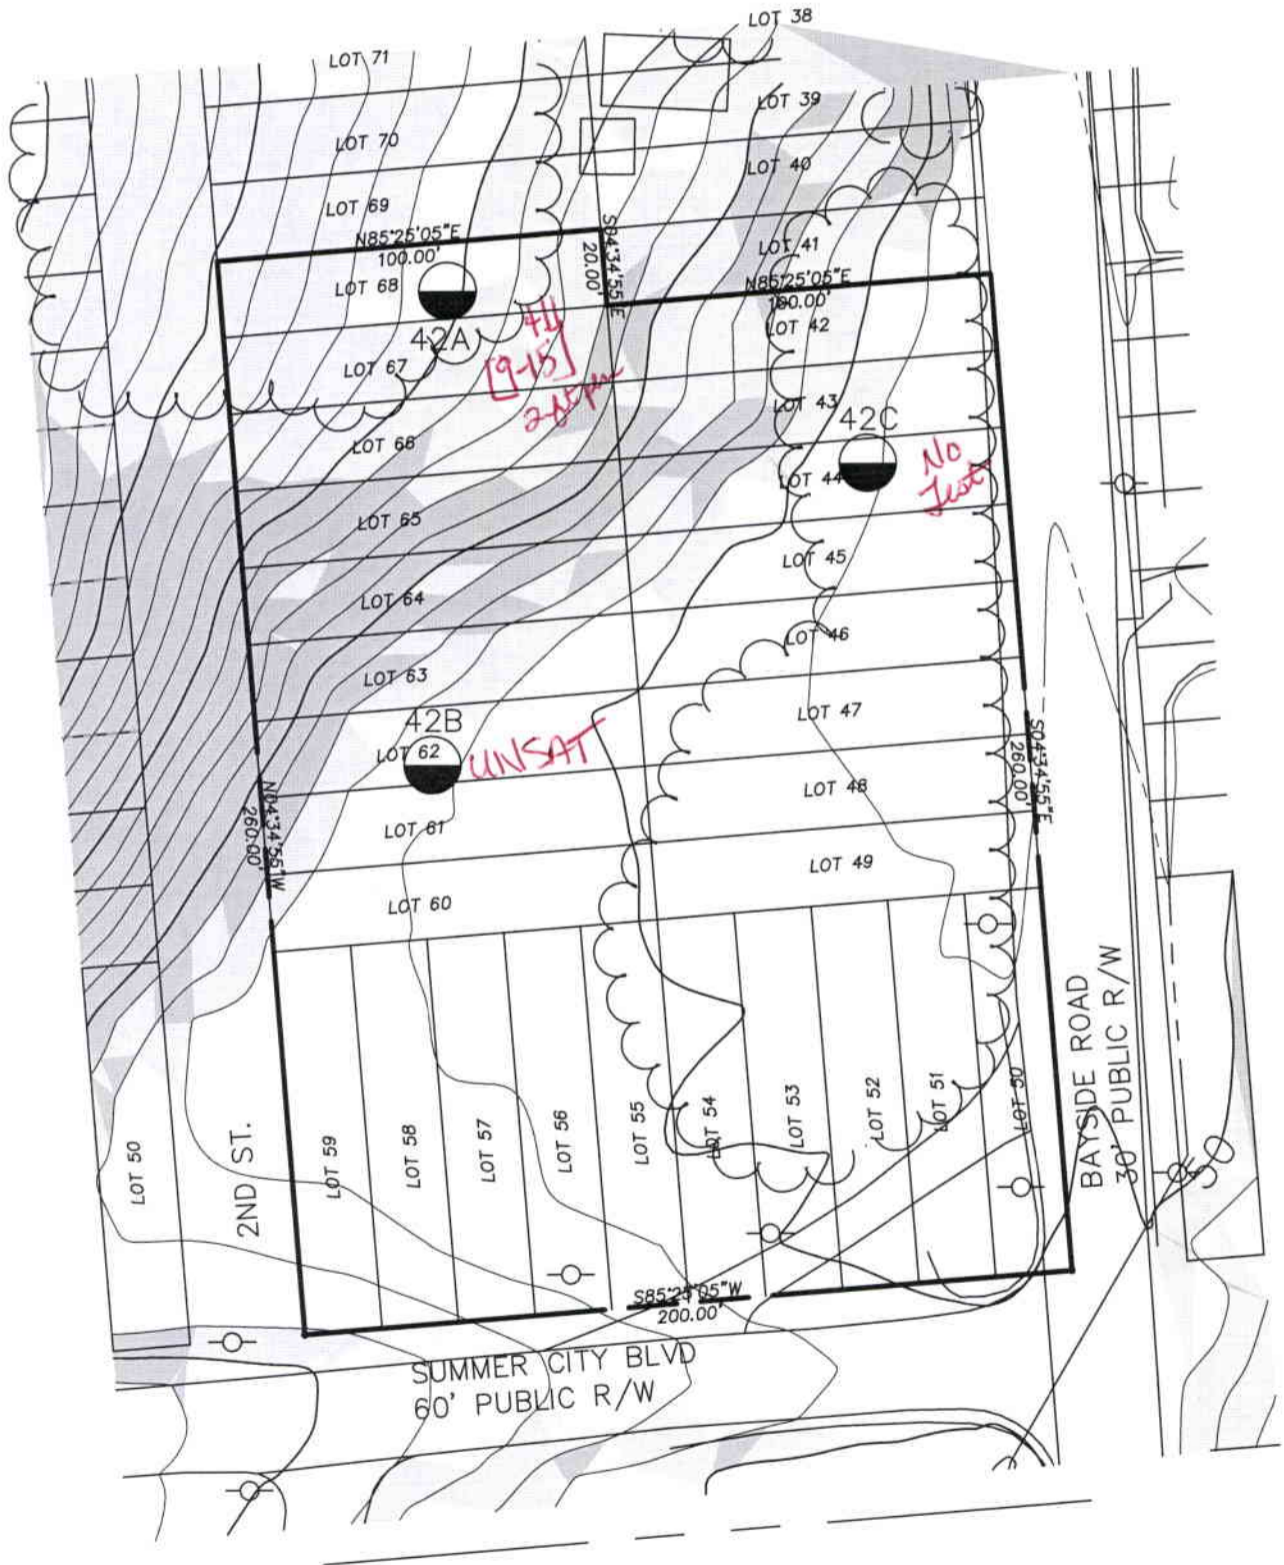 LOT 38
LOT 71
LOT 39
LOT 70
LOT 40
LOT 69
LOT 41
N85°25'05"E
100.00'
S04°34'55"E
20.00'
N85°25'05"E
100.00'
LOT 68
LOT 42
42A
LOT 67
[9-15]
LOT 43
42C
LOT 66
No
Test
LOT 44
LOT 65
LOT 45
LOT 64
LOT 46
LOT 63
LOT 47
42B
LOT 62
UNSAT
S04°34'55"E
260.00'
LOT 48
N04°34'55"W
260.00'
LOT 61
LOT 49
LOT 60
LOT 50
2ND ST.
LOT 59
LOT 58
LOT 57
LOT 56
LOT 55
LOT 54
LOT 53
LOT 52
LOT 51
LOT 50
BAYSIDE ROAD
30' PUBLIC R/W
50
S85°25'05"W
200.00'
SUMMER CITY BLVD
60' PUBLIC R/W